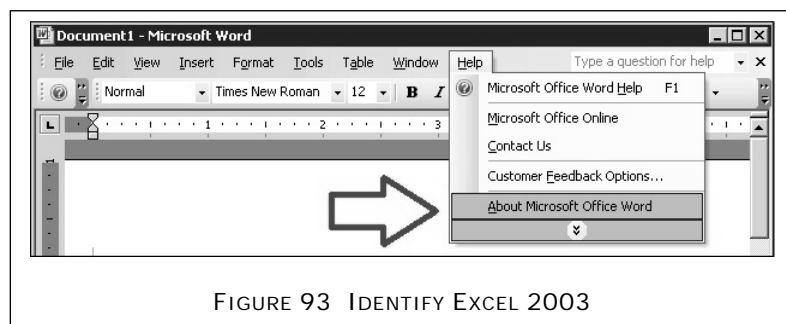 Document1 - Microsoft Word
File Edit View Insert Format Tools Table Window Help Type a question for help
Normal Times New Roman 12 B I
Microsoft Office Word Help F1
L 1 2 3
Microsoft Office Online
Contact Us
Customer Feedback Options...
About Microsoft Office Word
FIGURE 93 IDENTIFY EXCEL 2003